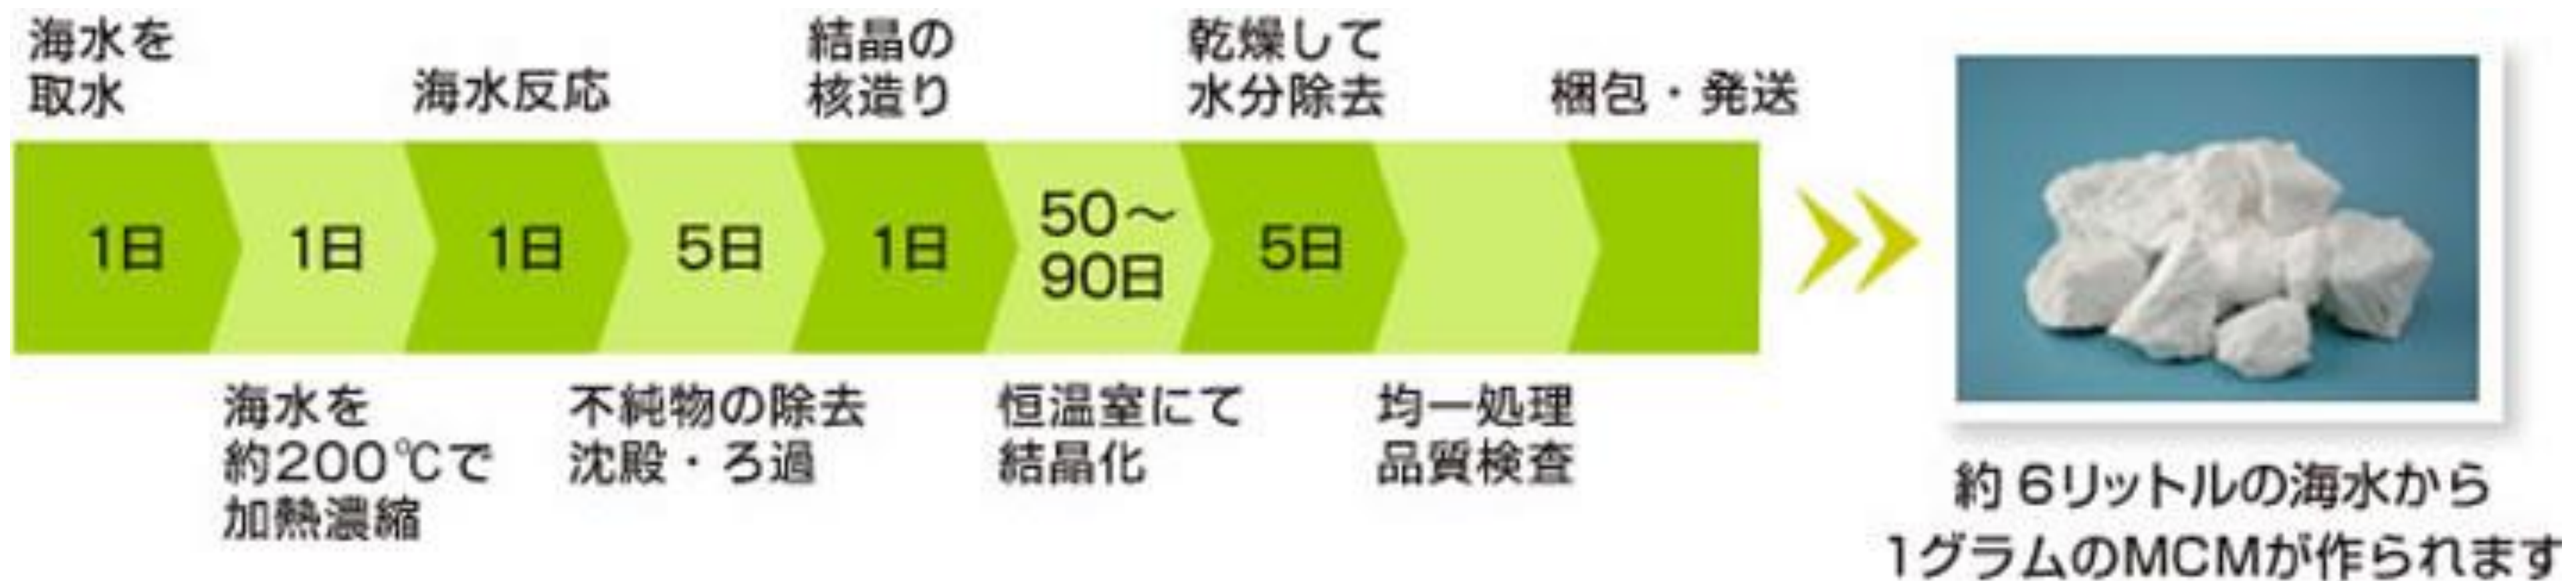 海水を
取水
海水反応
結晶の
核造り
乾燥して
水分除去
梱包・発送
1日
1日
1日
5日
1日
50〜
90日
5日
海水を
約200℃で
加熱濃縮
不純物の除去
沈殿・ろ過
恒温室にて
結晶化
均一処理
品質検査
約6リットルの海水から
1グラムのMCMが作られます